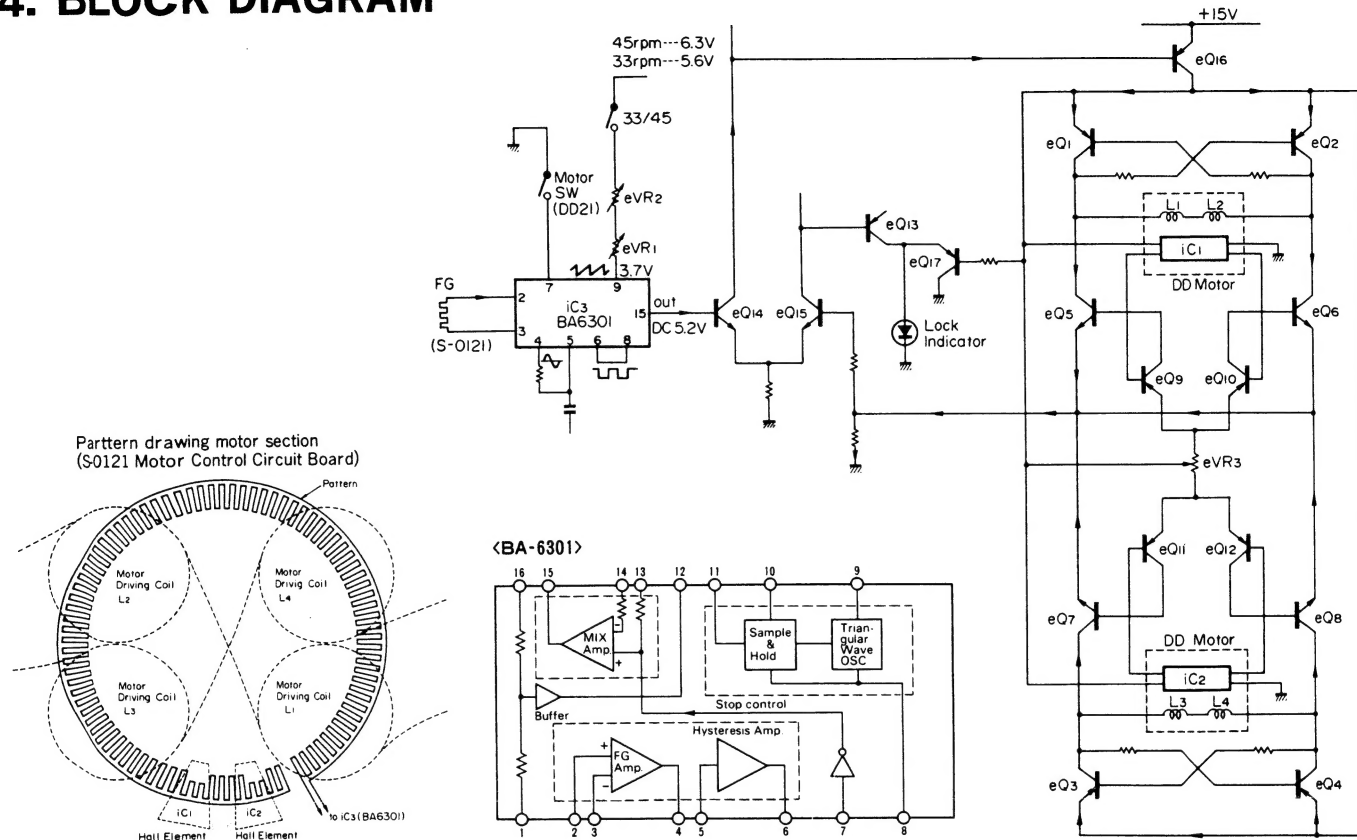 4. BLOCK DIAGRAM
+15V
45rpm---6.3V
33rpm---5.6V
eQ16
33/45
Motor
SW
(DD21)
eVR2
eVR1
3.7V
FG
(S-0121)
7
9
2
3
iC3
BA6301
15
4
5
6
8
out
DC 5.2V
eQ14
eQ15
eQ13
eQ17
Lock
Indicator
eQ1
eQ2
L1
L2
iC1
DD Motor
eQ5
eQ6
eQ9
eQ10
eVR3
eQ11
eQ12
eQ7
eQ8
DD Motor
iC2
L3
L4
eQ3
eQ4
Parttern drawing motor section
(S-0121 Motor Control Circuit Board)
Pattern
Motor
Driving Coil
L2
Motor
Drivig Coil
L4
Motor
Driving Coil
L3
Motor
Driving Coil
L1
iC1
iC2
to iC3 (BA6301)
Hall Element
Hall Element
<BA-6301>
16
15
14
13
12
11
10
9
MIX
Amp.
-
+
Sample
&
Hold
Trian-
gular
Wave
OSC
Buffer
Stop control
Hysteresis Amp.
+
FG
Amp.
-
1
2
3
4
5
6
7
8